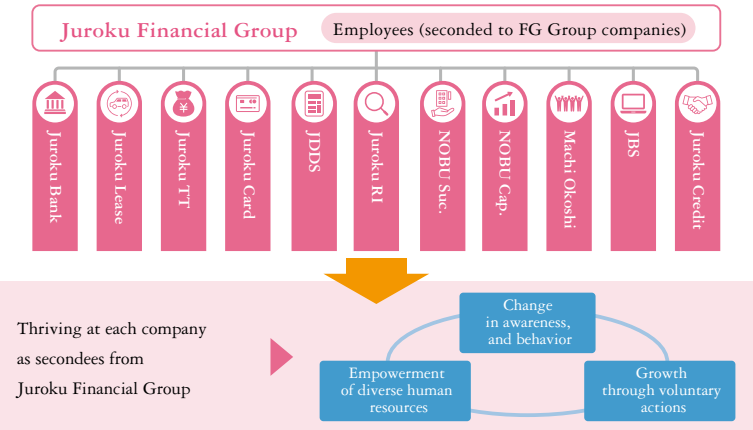 Juroku Financial Group
Employees (seconded to FG Group companies)
Juroku Bank
Juroku Lease
¥
Juroku TT
Juroku Card
JDDS
Juroku RI
NOBU Suc.
NOBU Cap.
Machi Okoshi
JBS
Juroku Credit
Thriving at each company
as secondees from
Juroku Financial Group
Change
in awareness,
and behavior
Empowerment
of diverse human
resources
Growth
through voluntary
actions